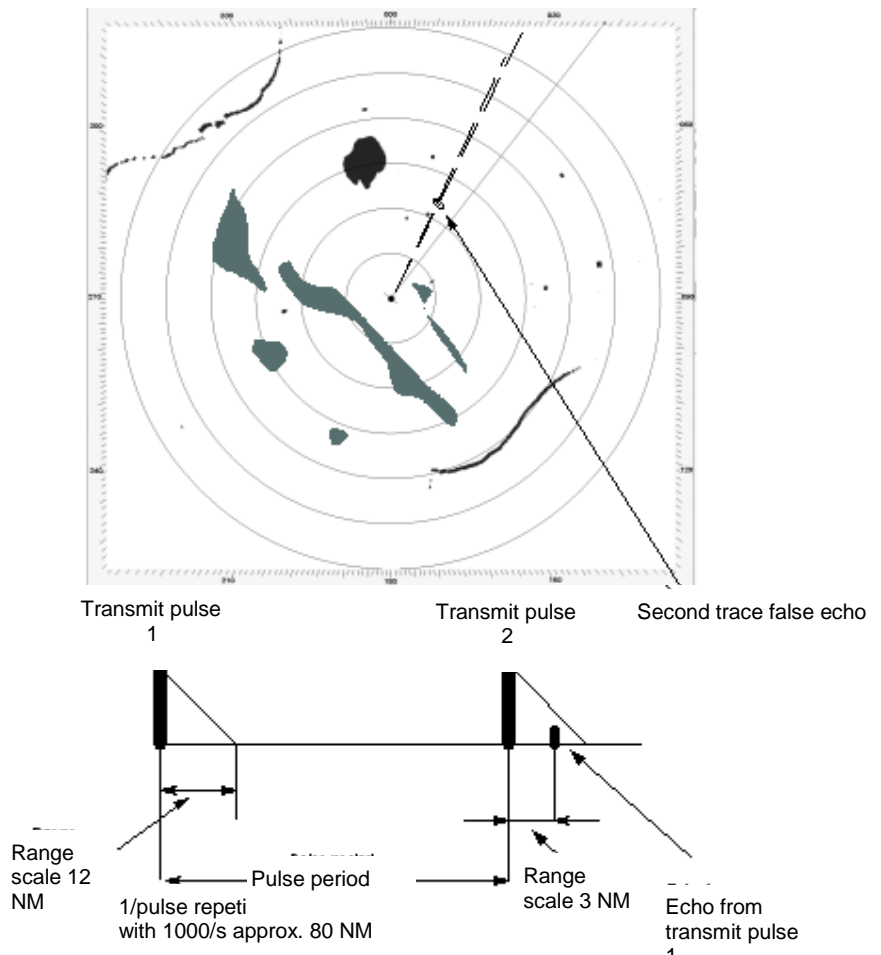 Transmit pulse
1
Transmit pulse
2
Second trace false echo
Range
scale 12
NM
Pulse period
1/pulse repeti
with 1000/s approx. 80 NM
Range
scale 3 NM
Echo from
transmit pulse
1